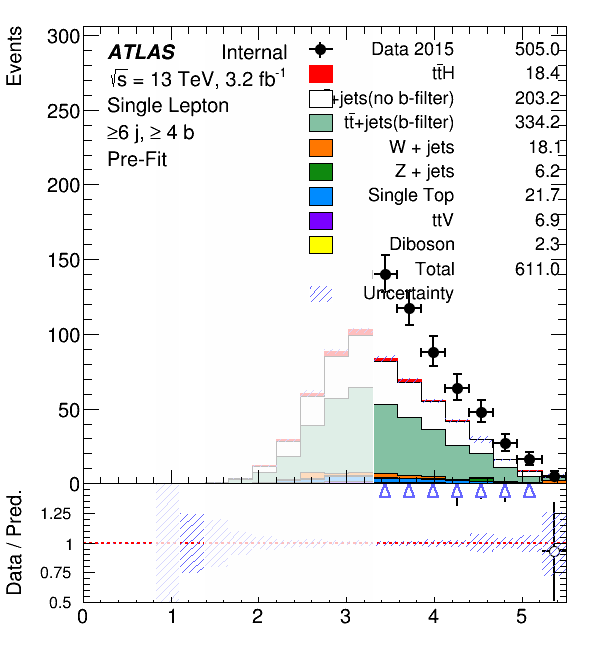 Events
300
250
200
150
100
50
0
ATLAS Internal
√s = 13 TeV, 3.2 fb-1
Single Lepton
≥6 j, ≥ 4 b
Pre-Fit
Data 2015 505.0
tt̄H 18.4
+jets(no b-filter) 203.2
tt̄+jets(b-filter) 334.2
W + jets 18.1
Z + jets 6.2
Single Top 21.7
ttV 6.9
Diboson 2.3
Total 611.0
Uncertainty
Data / Pred.
1.25
1
0.75
0.5
0 1 2 3 4 5